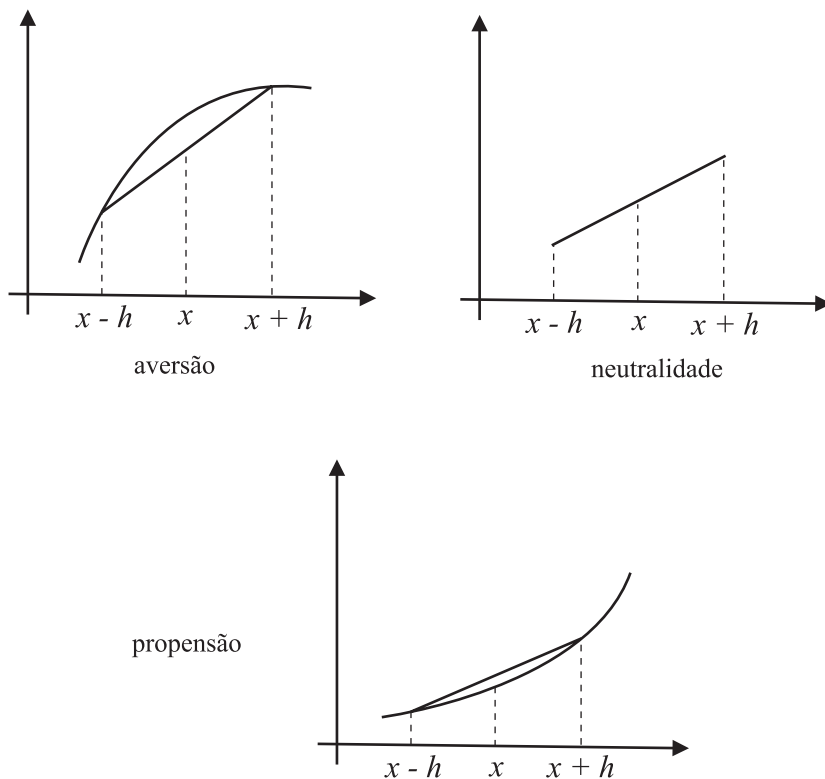 x - h x x + h
aversão
x - h x x + h
neutralidade
propensão
x - h x x + h